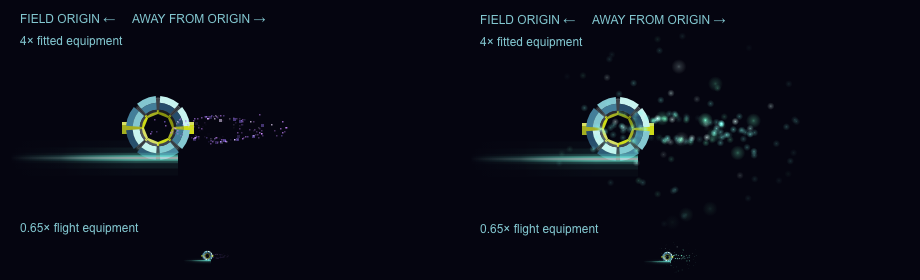 FIELD ORIGIN ← AWAY FROM ORIGIN →
4× fitted equipment
0.65× flight equipment
FIELD ORIGIN ← AWAY FROM ORIGIN →
4× fitted equipment
0.65× flight equipment